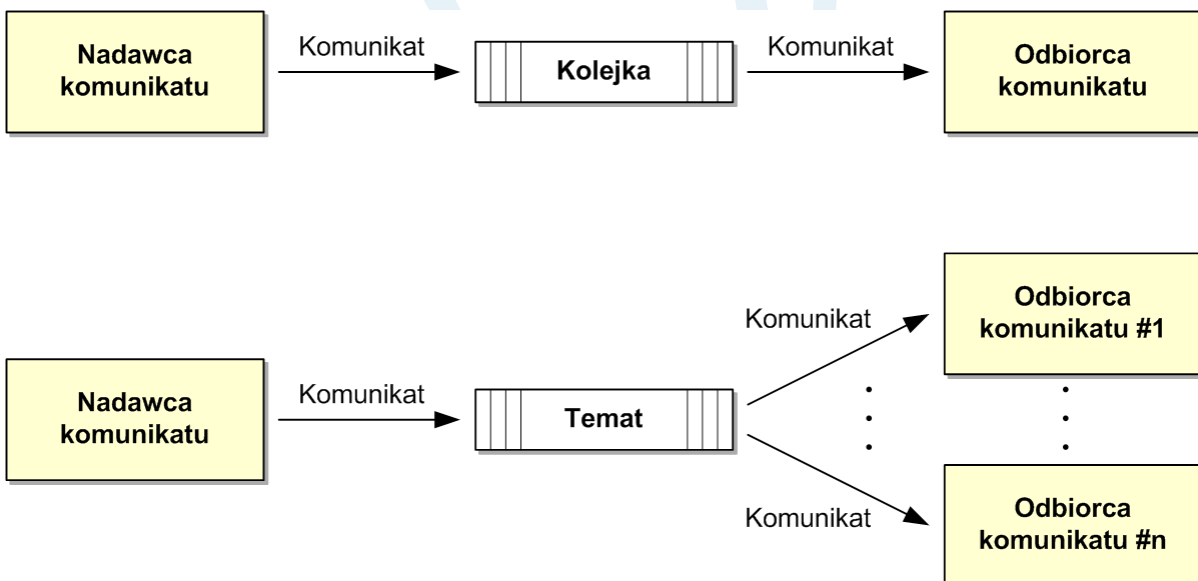 Nadawca
komunikatu
Komunikat
Kolejka
Komunikat
Odbiorca
komunikatu
Nadawca
komunikatu
Komunikat
Temat
Komunikat
Odbiorca
komunikatu #1
Komunikat
Odbiorca
komunikatu #n